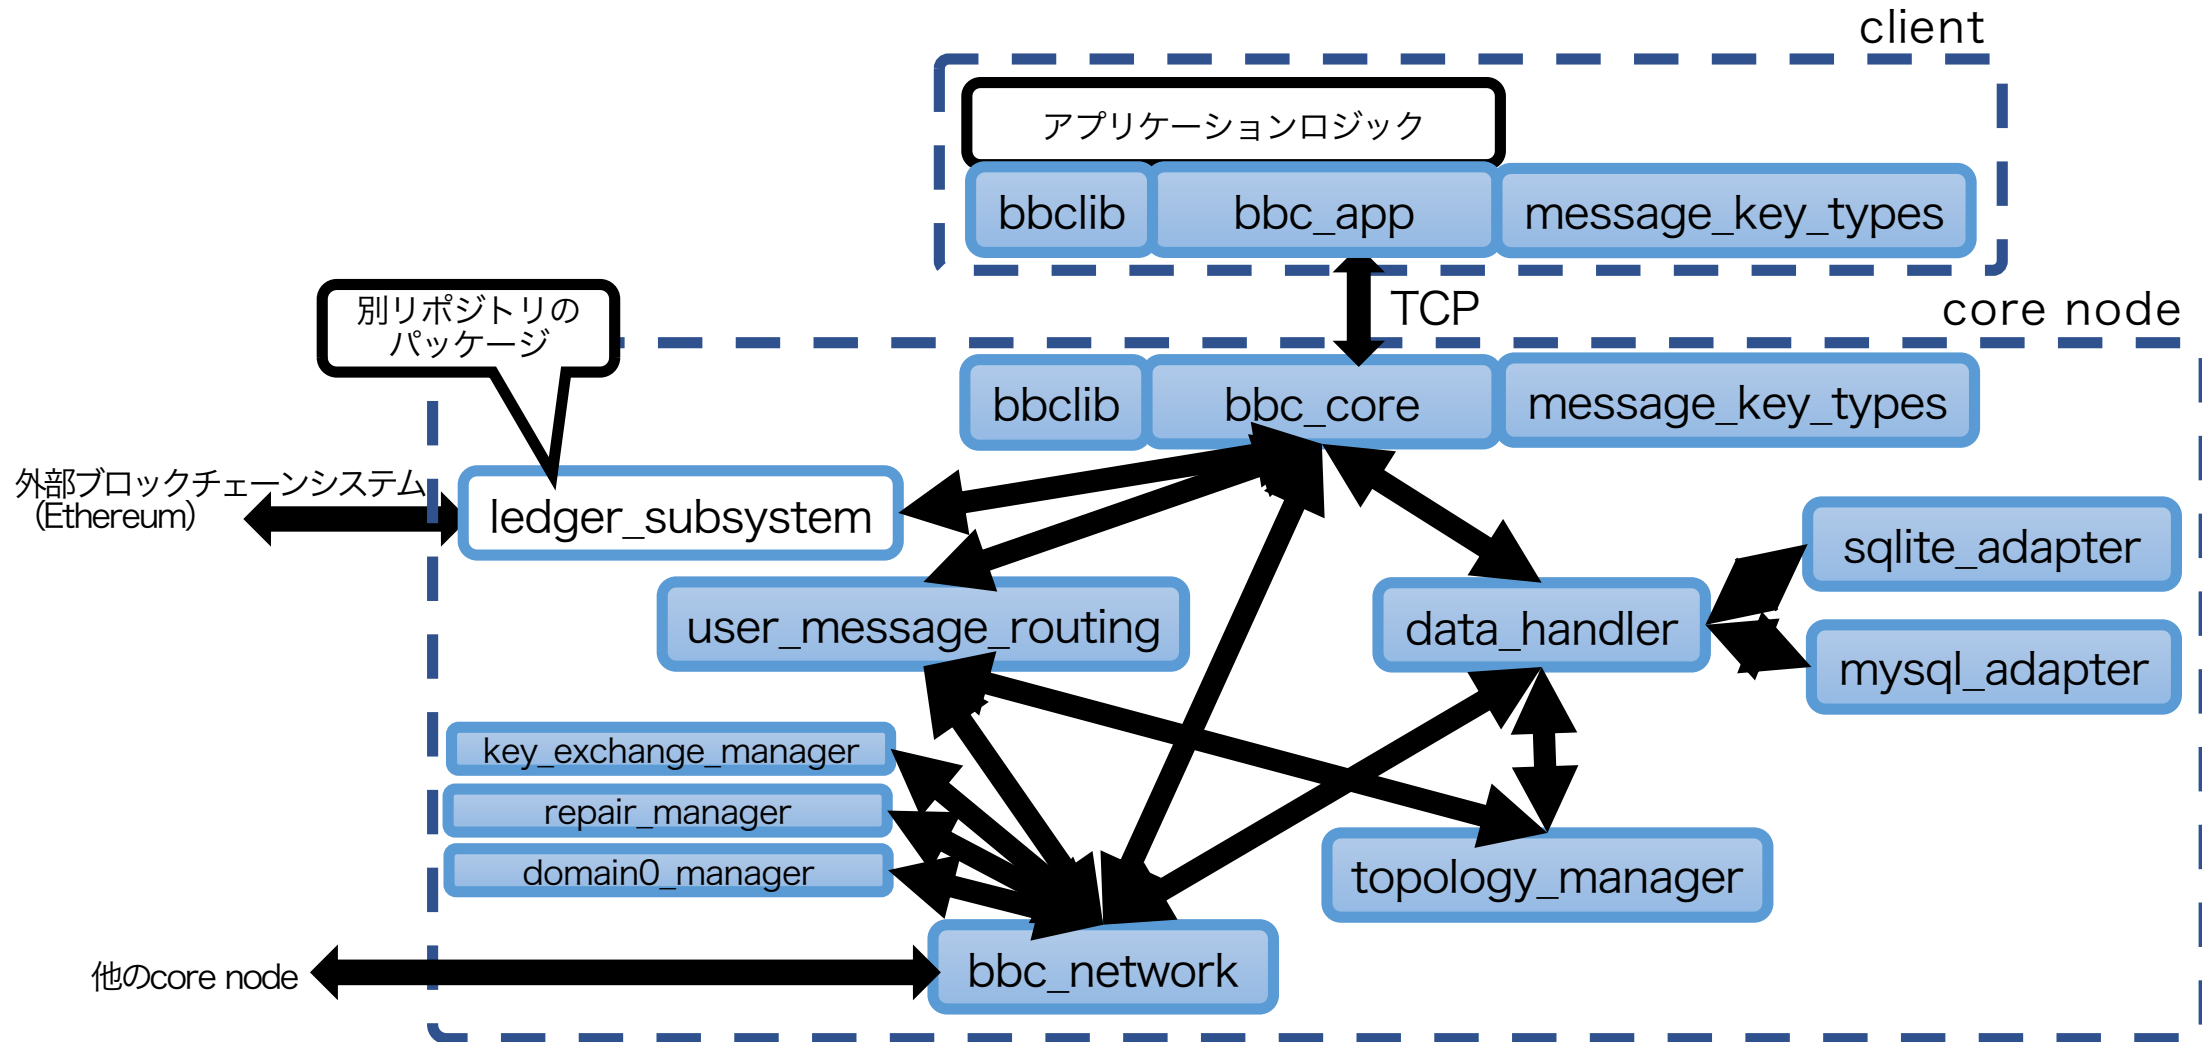 client
アプリケーションロジック
bbclib
bbc_app
message_key_types
TCP
core node
別リポジトリの
パッケージ
bbclib
bbc_core
message_key_types
外部ブロックチェーンシステム
（Ethereum）
ledger_subsystem
sqlite_adapter
user_message_routing
data_handler
mysql_adapter
key_exchange_manager
repair_manager
domain0_manager
topology_manager
他のcore node
bbc_network